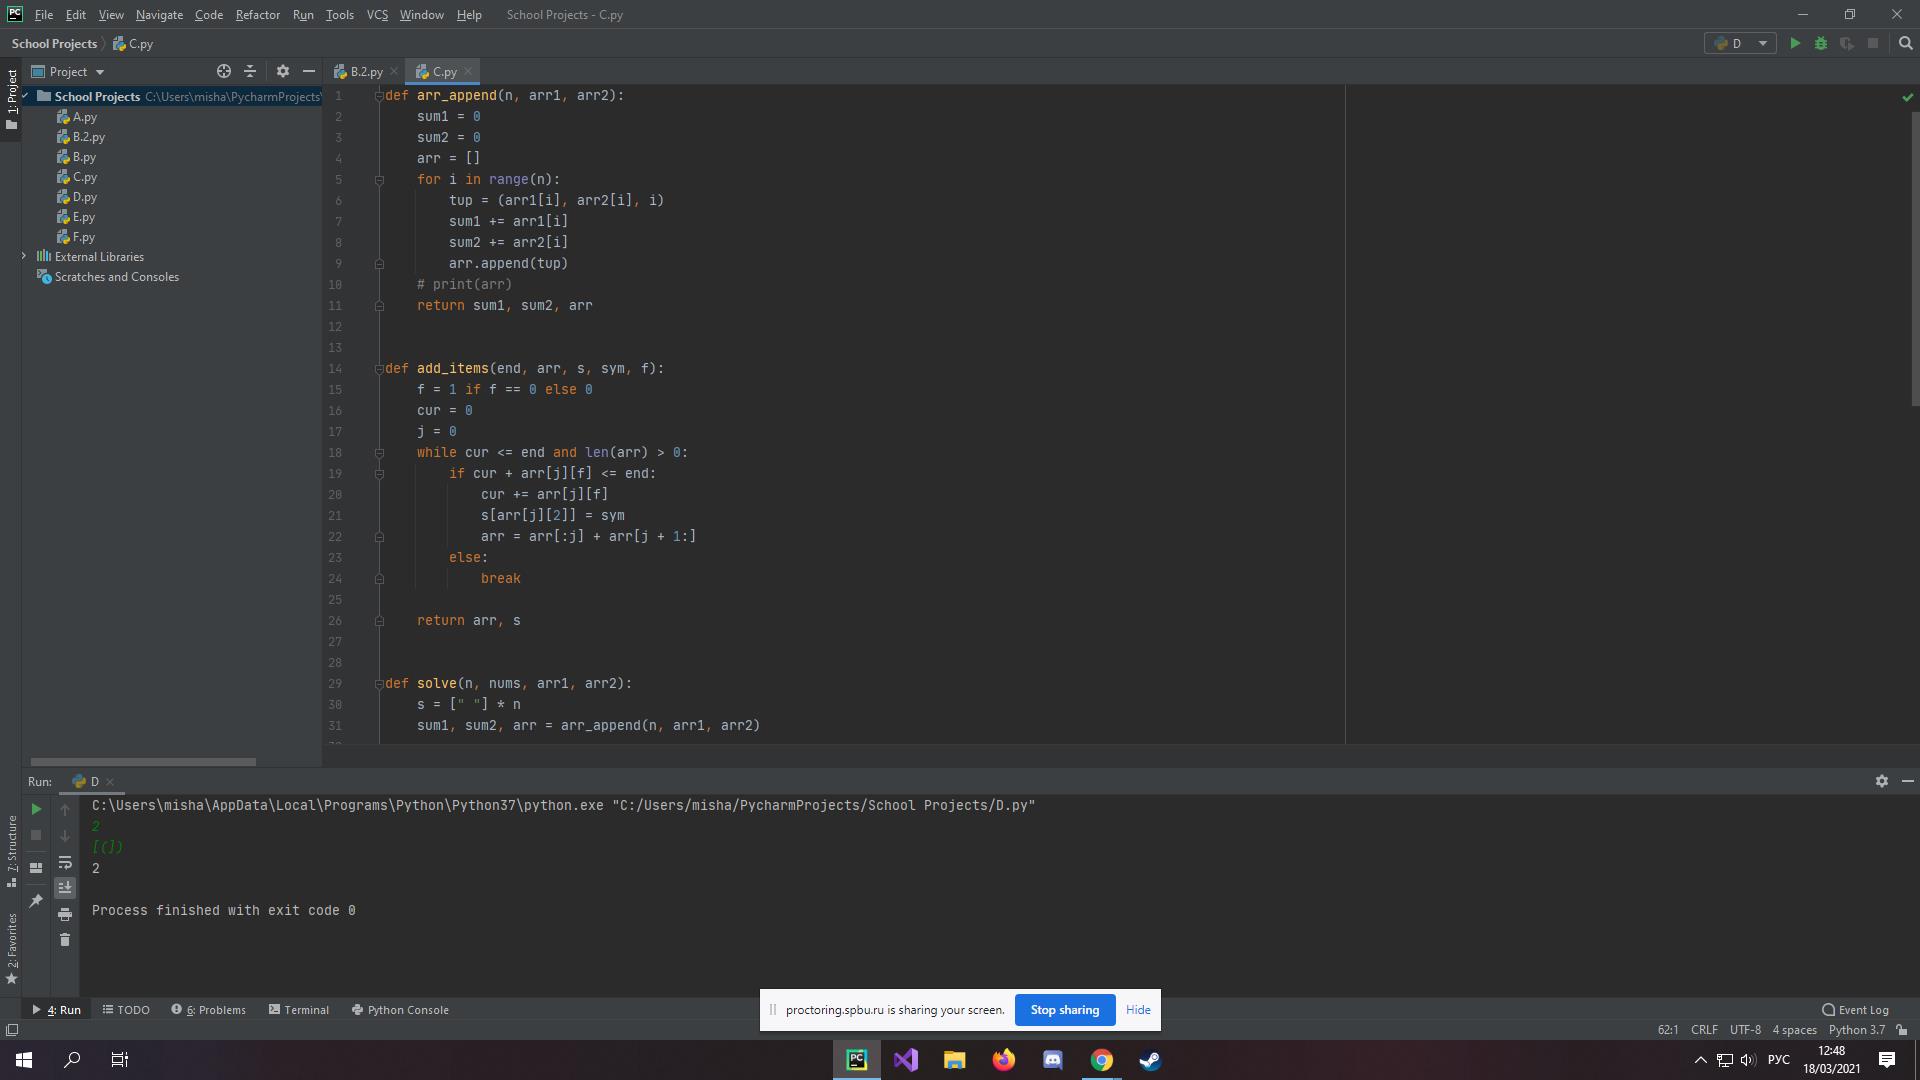 PC File Edit View Navigate Code Refactor Run Tools VCS Window Help School Projects - C.py
School Projects C.py D
Project B.2.py C.py
1: Project
School Projects C:\Users\misha\PycharmProjects\
A.py
B.2.py
B.py
C.py
D.py
E.py
F.py
External Libraries
Scratches and Consoles
1 def arr_append(n, arr1, arr2):
2 sum1 = 0
3 sum2 = 0
4 arr = []
5 for i in range(n):
6 tup = (arr1[i], arr2[i], i)
7 sum1 += arr1[i]
8 sum2 += arr2[i]
9 arr.append(tup)
10 # print(arr)
11 return sum1, sum2, arr
12
13
14 def add_items(end, arr, s, sym, f):
15 f = 1 if f == 0 else 0
16 cur = 0
17 j = 0
18 while cur <= end and len(arr) > 0:
19 if cur + arr[j][f] <= end:
20 cur += arr[j][f]
21 s[arr[j][2]] = sym
22 arr = arr[:j] + arr[j + 1:]
23 else:
24 break
25
26 return arr, s
27
28
29 def solve(n, nums, arr1, arr2):
30 s = [" "] * n
31 sum1, sum2, arr = arr_append(n, arr1, arr2)
Run: D
C:\Users\misha\AppData\Local\Programs\Python\Python37\python.exe "C:/Users/misha/PycharmProjects/School Projects/D.py"
2
[(])
2
Process finished with exit code 0
7: Structure
2: Favorites
proctoring.spbu.ru is sharing your screen. Stop sharing Hide
4: Run TODO 6: Problems Terminal Python Console Event Log
62:1 CRLF UTF-8 4 spaces Python 3.7
PC РУС 12:48
18/03/2021